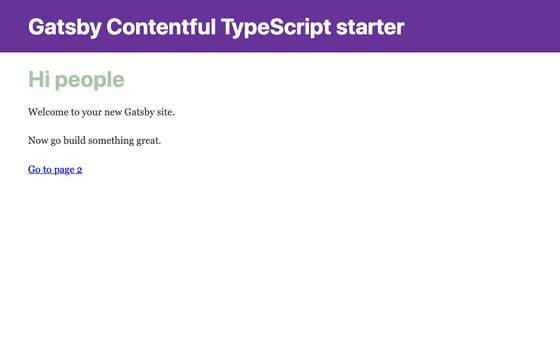 Gatsby Contentful TypeScript starter
Hi people
Welcome to your new Gatsby site.
Now go build something great.
Go to page 2